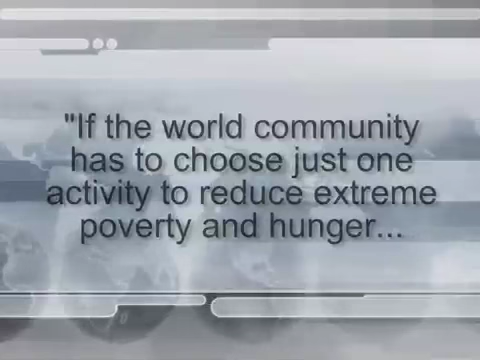 "If the world community
has to choose just one
activity to reduce extreme
poverty and hunger...